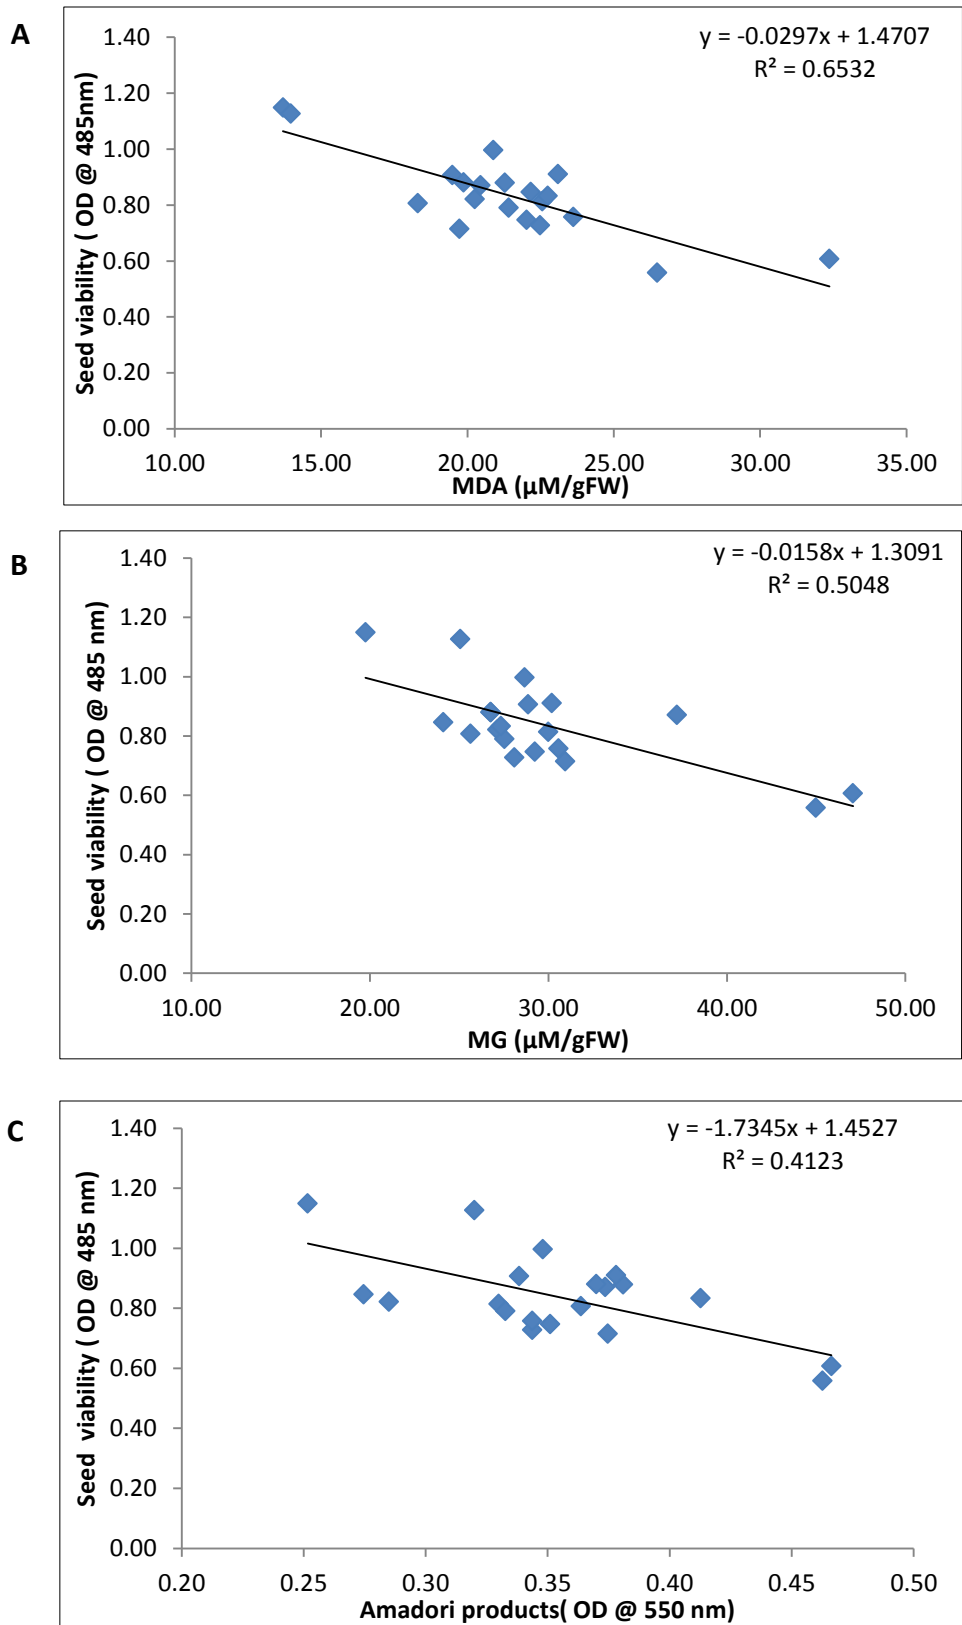 A
y = -0.0297x + 1.4707
R² = 0.6532
Seed viability ( OD @ 485nm)
1.40
1.20
1.00
0.80
0.60
0.40
0.20
0.00
10.00 15.00 20.00 25.00 30.00 35.00
MDA (µM/gFW)
B
y = -0.0158x + 1.3091
R² = 0.5048
Seed viability ( OD @ 485 nm)
1.40
1.20
1.00
0.80
0.60
0.40
0.20
0.00
10.00 20.00 30.00 40.00 50.00
MG (µM/gFW)
C
y = -1.7345x + 1.4527
R² = 0.4123
Seed viability ( OD @ 485 nm)
1.40
1.20
1.00
0.80
0.60
0.40
0.20
0.00
0.20 0.25 0.30 0.35 0.40 0.45 0.50
Amadori products( OD @ 550 nm)